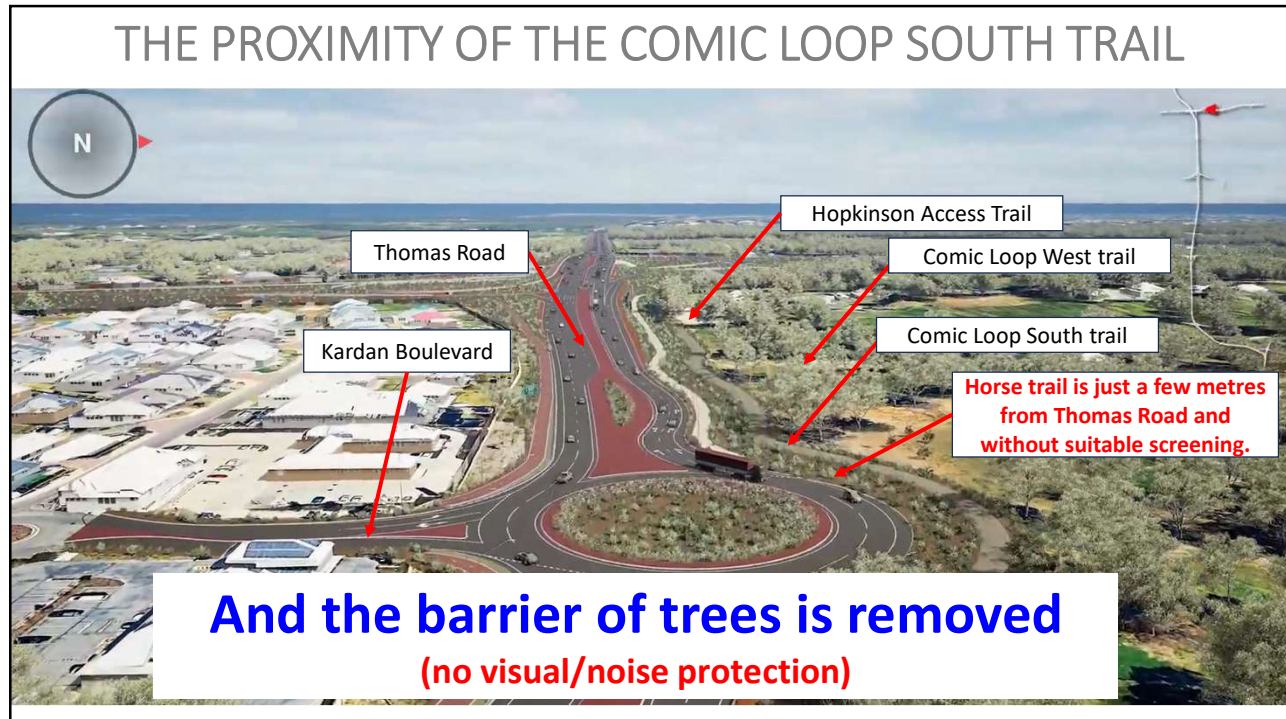 THE PROXIMITY OF THE COMIC LOOP SOUTH TRAIL
N
Hopkinson Access Trail
Thomas Road
Comic Loop West trail
Comic Loop South trail
Kardan Boulevard
Horse trail is just a few metres
from Thomas Road and
without suitable screening.
And the barrier of trees is removed
(no visual/noise protection)